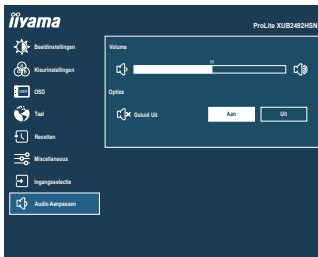 iiyama
ProLite XUB2492HSN
Beeldinstellingen
Kleurinstellingen
OSD
OSD
Taal
Resetten
Miscellaneous
Ingangsselectie
Audio Aanpassen
Volume
50
Opties
Geluid Uit
Aan
Uit